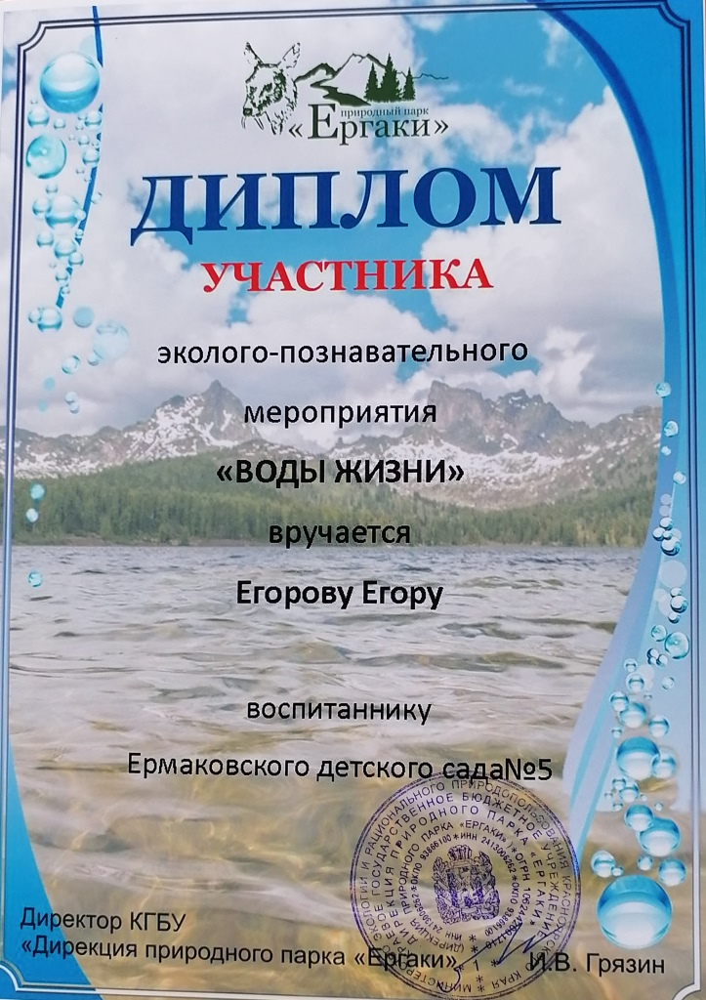 природный парк
«Ергаки»
ДИПЛОМ
УЧАСТНИКА
эколого-познавательного
мероприятия
«ВОДЫ ЖИЗНИ»
вручается
Егорову Егору
воспитаннику
Ермаковского детского сада№5
Директор КГБУ
«Дирекция природного парка «Ергаки»
И.В. Грязин